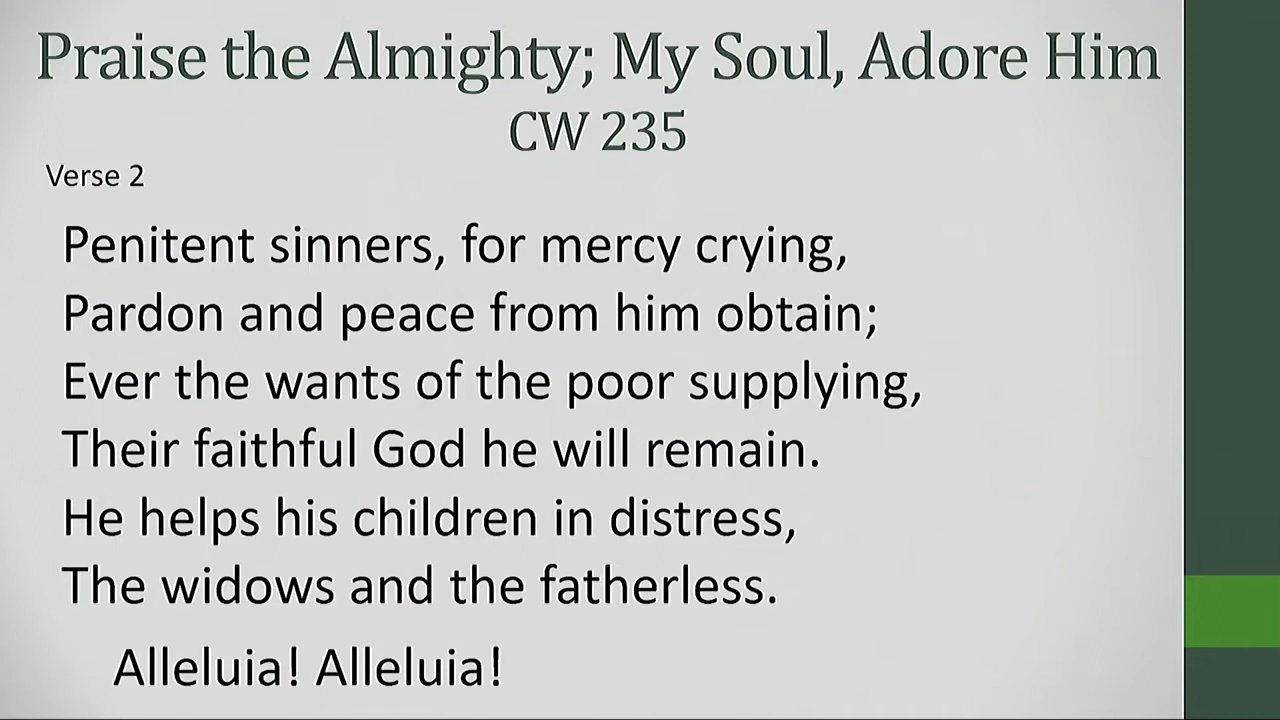 Praise the Almighty; My Soul, Adore Him
CW 235
Verse 2
Penitent sinners, for mercy crying,
Pardon and peace from him obtain;
Ever the wants of the poor supplying,
Their faithful God he will remain.
He helps his children in distress,
The widows and the fatherless.
Alleluia! Alleluia!